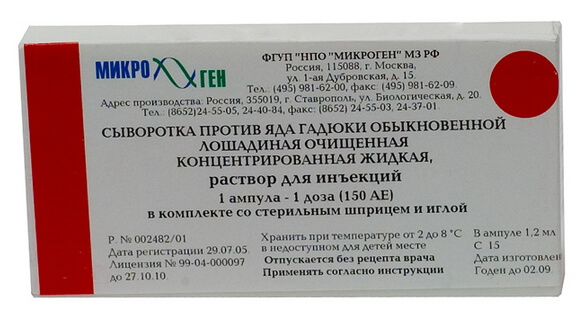 МИКРО ГЕН
ФГУП "НПО "МИКРОГЕН" МЗ РФ
Россия, 115088, г. Москва,
ул. 1-ая Дубровская, д. 15.
Тел.. (495) 981-62-00, факс: (495) 981-62-09.
Адрес производства: Россия, 355019, г. Ставрополь, ул. Биологическая, д. 20.
Тел.: (8652)24-55-05, 24-40-84, факс: (8652) 24-55-03, 24-37-01.
СЫВОРОТКА ПРОТИВ ЯДА ГАДЮКИ ОБЫКНОВЕННОЙ
ЛОШАДИНАЯ ОЧИЩЕННАЯ
КОНЦЕНТРИРОВАННАЯ ЖИДКАЯ,
раствор для инъекций
1 ампула - 1 доза (150 АЕ)
в комплекте со стерильным шприцем и иглой
Р. № 002482/01
Дата регистрации 29.07.05.
Лицензия № 99-04-000097
до 27.10.10.
Хранить при температуре от 2 до 8 °С
в недоступном для детей месте
Отпускается без рецепта врача
Применять согласно инструкции
В ампуле 1,2 мл
С 15
Дата изготовлен
Годен до 02.09